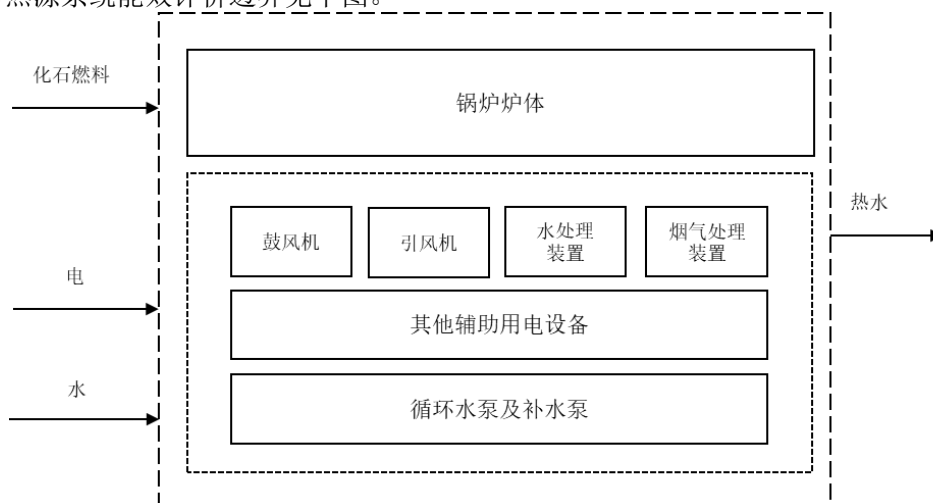 热源系统能效评价边界见下图。
化石燃料
锅炉炉体
热水
鼓风机
引风机
水处理
装置
烟气处理
装置
电
其他辅助用电设备
水
循环水泵及补水泵